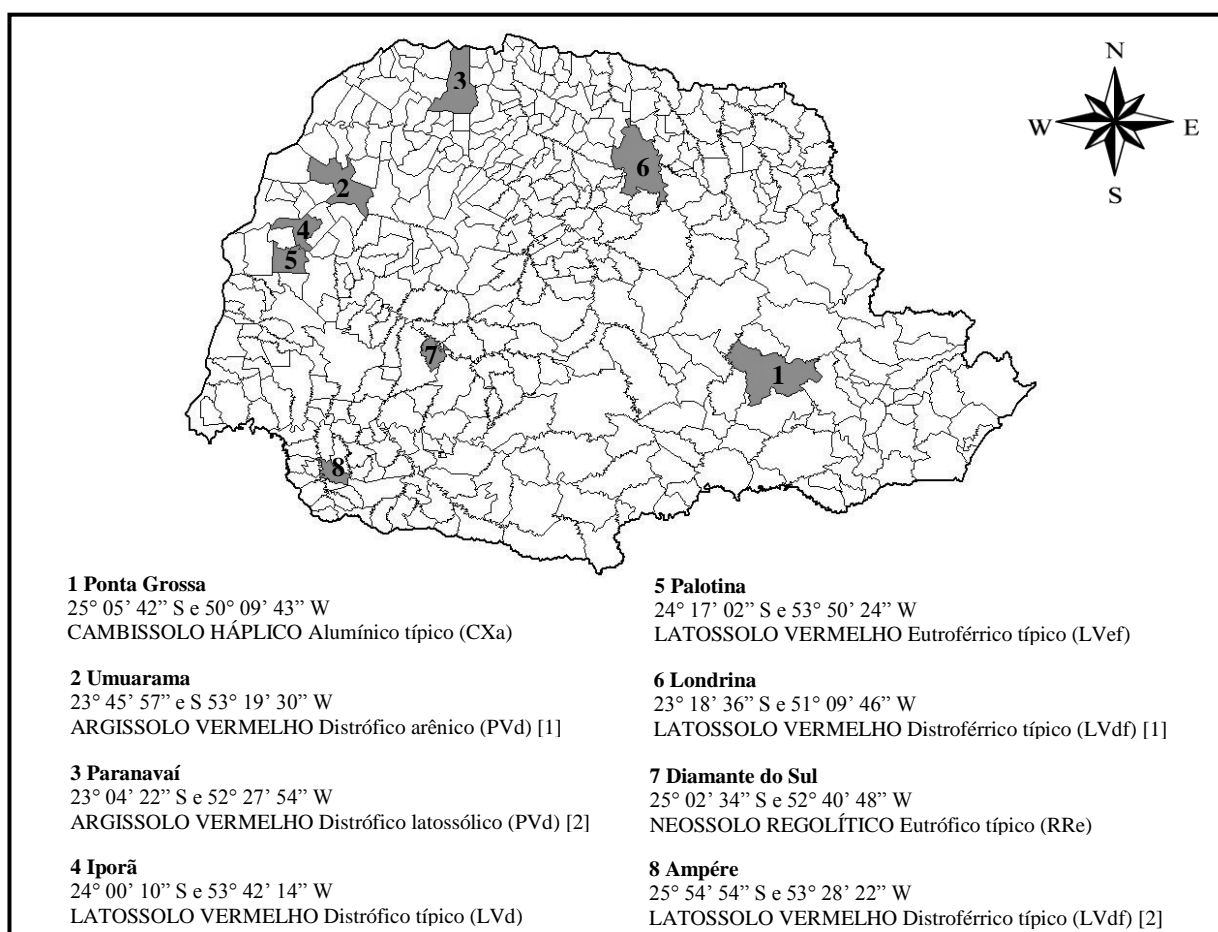 N
W E
S
3
6
2
4
5
7
1
8
1 Ponta Grossa
25° 05’ 42” S e 50° 09’ 43” W
CAMBISSOLO HÁPLICO Alumínico típico (CXa)
2 Umuarama
23° 45’ 57” e S 53° 19’ 30” W
ARGISSOLO VERMELHO Distrófico arênico (PVd) [1]
3 Paranavaí
23° 04’ 22” S e 52° 27’ 54” W
ARGISSOLO VERMELHO Distrófico latossólico (PVd) [2]
4 Iporã
24° 00’ 10” S e 53° 42’ 14” W
LATOSSOLO VERMELHO Distrófico típico (LVd)
5 Palotina
24° 17’ 02” S e 53° 50’ 24” W
LATOSSOLO VERMELHO Eutroférrico típico (LVef)
6 Londrina
23° 18’ 36” S e 51° 09’ 46” W
LATOSSOLO VERMELHO Distroférrico típico (LVdf) [1]
7 Diamante do Sul
25° 02’ 34” S e 52° 40’ 48” W
NEOSSOLO REGOLÍTICO Eutrófico típico (RRe)
8 Ampére
25° 54’ 54” S e 53° 28’ 22” W
LATOSSOLO VERMELHO Distroférrico típico (LVdf) [2]